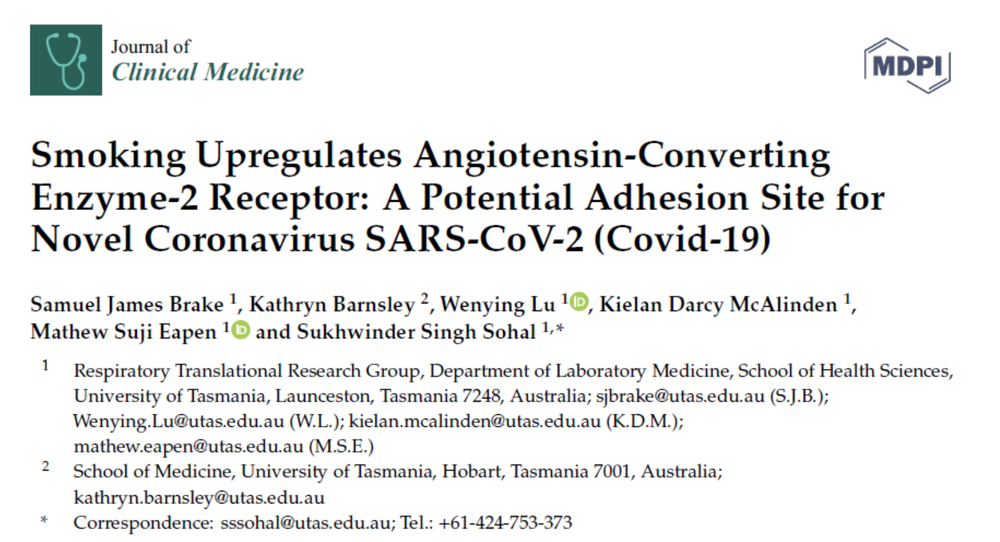 Journal of
Clinical Medicine
MDPI
Smoking Upregulates Angiotensin-Converting
Enzyme-2 Receptor: A Potential Adhesion Site for
Novel Coronavirus SARS-CoV-2 (Covid-19)
Samuel James Brake 1, Kathryn Barnsley 2, Wenying Lu 1 iD, Kielan Darcy McAlinden 1,
Mathew Suji Eapen 1 iD and Sukhwinder Singh Sohal 1,*
1 Respiratory Translational Research Group, Department of Laboratory Medicine, School of Health Sciences,
University of Tasmania, Launceston, Tasmania 7248, Australia; sjbrake@utas.edu.au (S.J.B.);
Wenying.Lu@utas.edu.au (W.L.); kielan.mcalinden@utas.edu.au (K.D.M.);
mathew.eapen@utas.edu.au (M.S.E.)
2 School of Medicine, University of Tasmania, Hobart, Tasmania 7001, Australia;
kathryn.barnsley@utas.edu.au
* Correspondence: sssohal@utas.edu.au; Tel.: +61-424-753-373